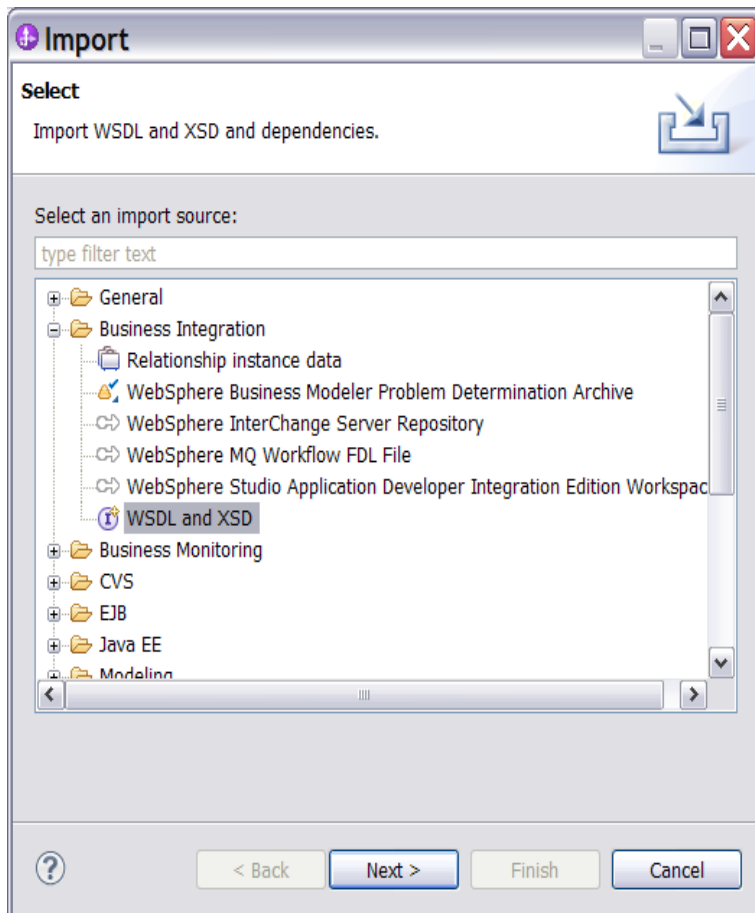 Import
Select
Import WSDL and XSD and dependencies.
Select an import source:
type filter text
General
Business Integration
Relationship instance data
WebSphere Business Modeler Problem Determination Archive
WebSphere InterChange Server Repository
WebSphere MQ Workflow FDL File
WebSphere Studio Application Developer Integration Edition Workspac
WSDL and XSD
Business Monitoring
CVS
EJB
Java EE
Modeling
< Back Next > Finish Cancel